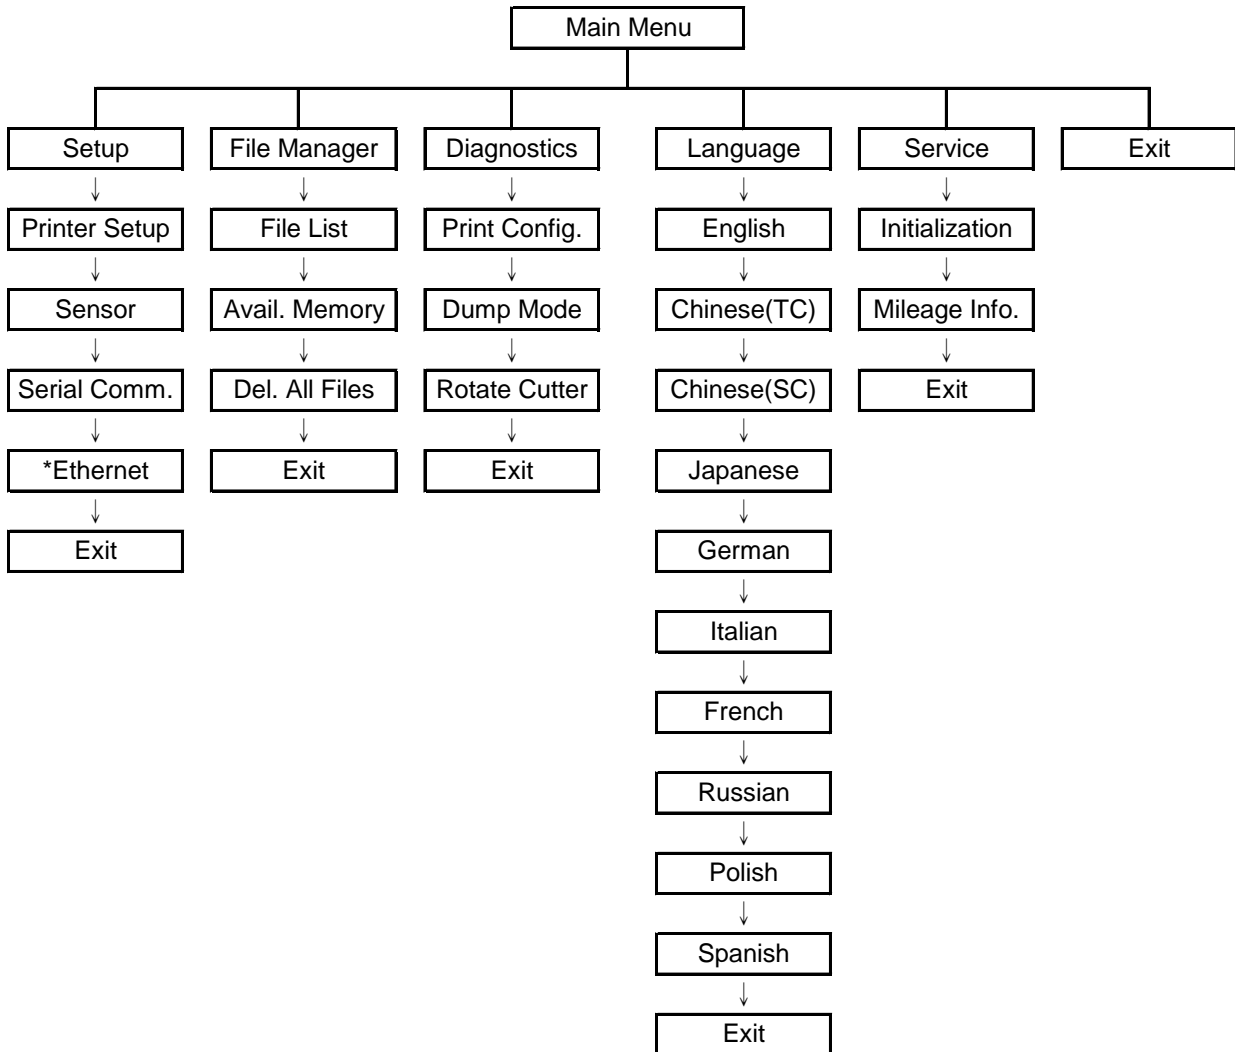 Main Menu
Setup
File Manager
Diagnostics
Language
Service
Exit
Printer Setup
File List
Print Config.
English
Initialization
Sensor
Avail. Memory
Dump Mode
Chinese(TC)
Mileage Info.
Serial Comm.
Del. All Files
Rotate Cutter
Chinese(SC)
Exit
*Ethernet
Exit
Exit
Japanese
Exit
German
Italian
French
Russian
Polish
Spanish
Exit